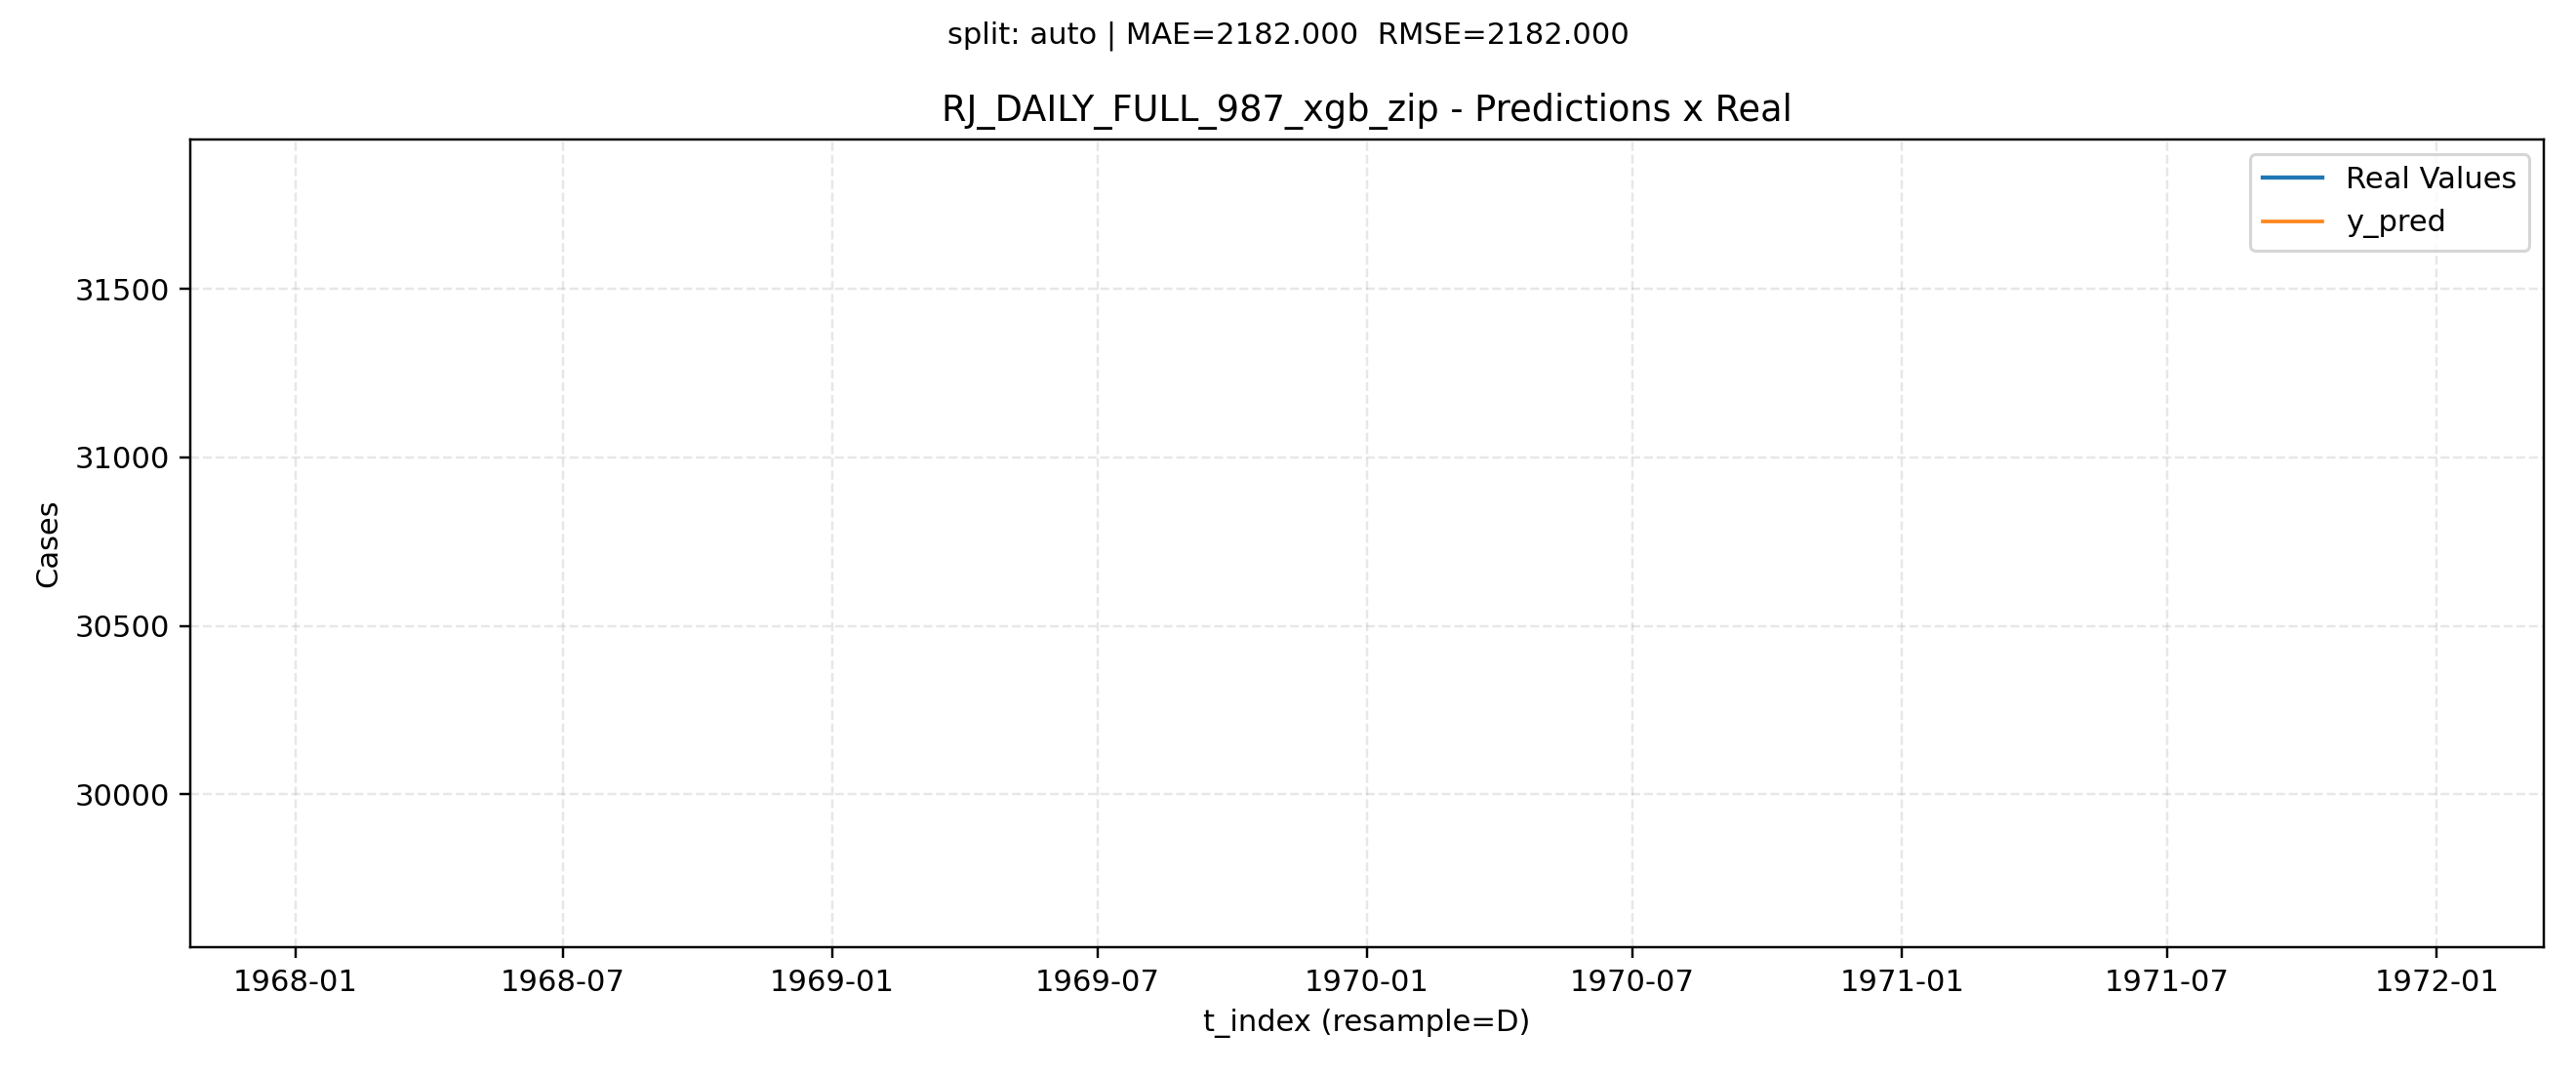 split: auto | MAE=2182.000  RMSE=2182.000
RJ_DAILY_FULL_987_xgb_zip - Predictions x Real
Real Values
y_pred
31500
31000
30500
30000
Cases
1968-01 1968-07 1969-01 1969-07 1970-01 1970-07 1971-01 1971-07 1972-01
t_index (resample=D)